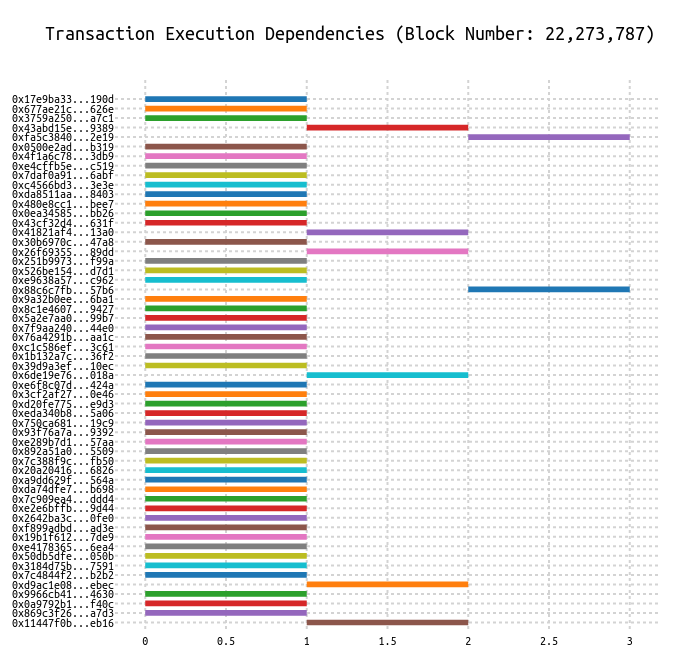 Transaction Execution Dependencies (Block Number: 22,273,787)
0x17e9ba33...190d
0x677ae21c...626e
0x3759a250...a7c1
0x43abd15e...9389
0xfa5c3840...2e19
0x0500e2ad...b319
0x4f1a6c78...3db9
0xe4cffb5e...c519
0x7daf0a91...6abf
0xc4566bd3...3e3e
0xda8511aa...8403
0x480e8cc1...bee7
0x0ea34585...bb26
0x43cf32d4...631f
0x41821af4...13a0
0x30b6970c...47a8
0x26f69355...89dd
0x251b9973...f99a
0x526be154...d7d1
0xe9638a57...c962
0x88c6c7fb...57b6
0x9a32b0ee...6ba1
0x8c1e4607...9427
0x5a2e7aa0...99b7
0x7f9aa240...44e0
0x76a4291b...aa1c
0xc1c586ef...3c61
0x1b132a7c...36f2
0x39d9a3ef...10ec
0x6de19e76...018a
0xe6f8c07d...424a
0x3cf2af27...0e46
0xd20fe775...e9d3
0xeda340b8...5a06
0x750ca681...19c9
0x93f76a7a...9392
0xe289b7d1...57aa
0x892a51a0...5509
0x7c388f9c...fb50
0x20a20416...6826
0xa9dd629f...564a
0xda74dfe7...b698
0x7c909ea4...ddd4
0xe2e6bffb...9d44
0x2642ba3c...0fe0
0xf899adbd...ad3e
0x19b1f612...7de9
0xe4178365...6ea4
0x50db5dfe...050b
0x3184d75b...7591
0x7c4844f2...b2b2
0xd9ac1e08...ebec
0x9966cb41...4630
0x0a9792b1...f40c
0x869c3f26...a7d3
0x11447f0b...eb16
0 0.5 1 1.5 2 2.5 3